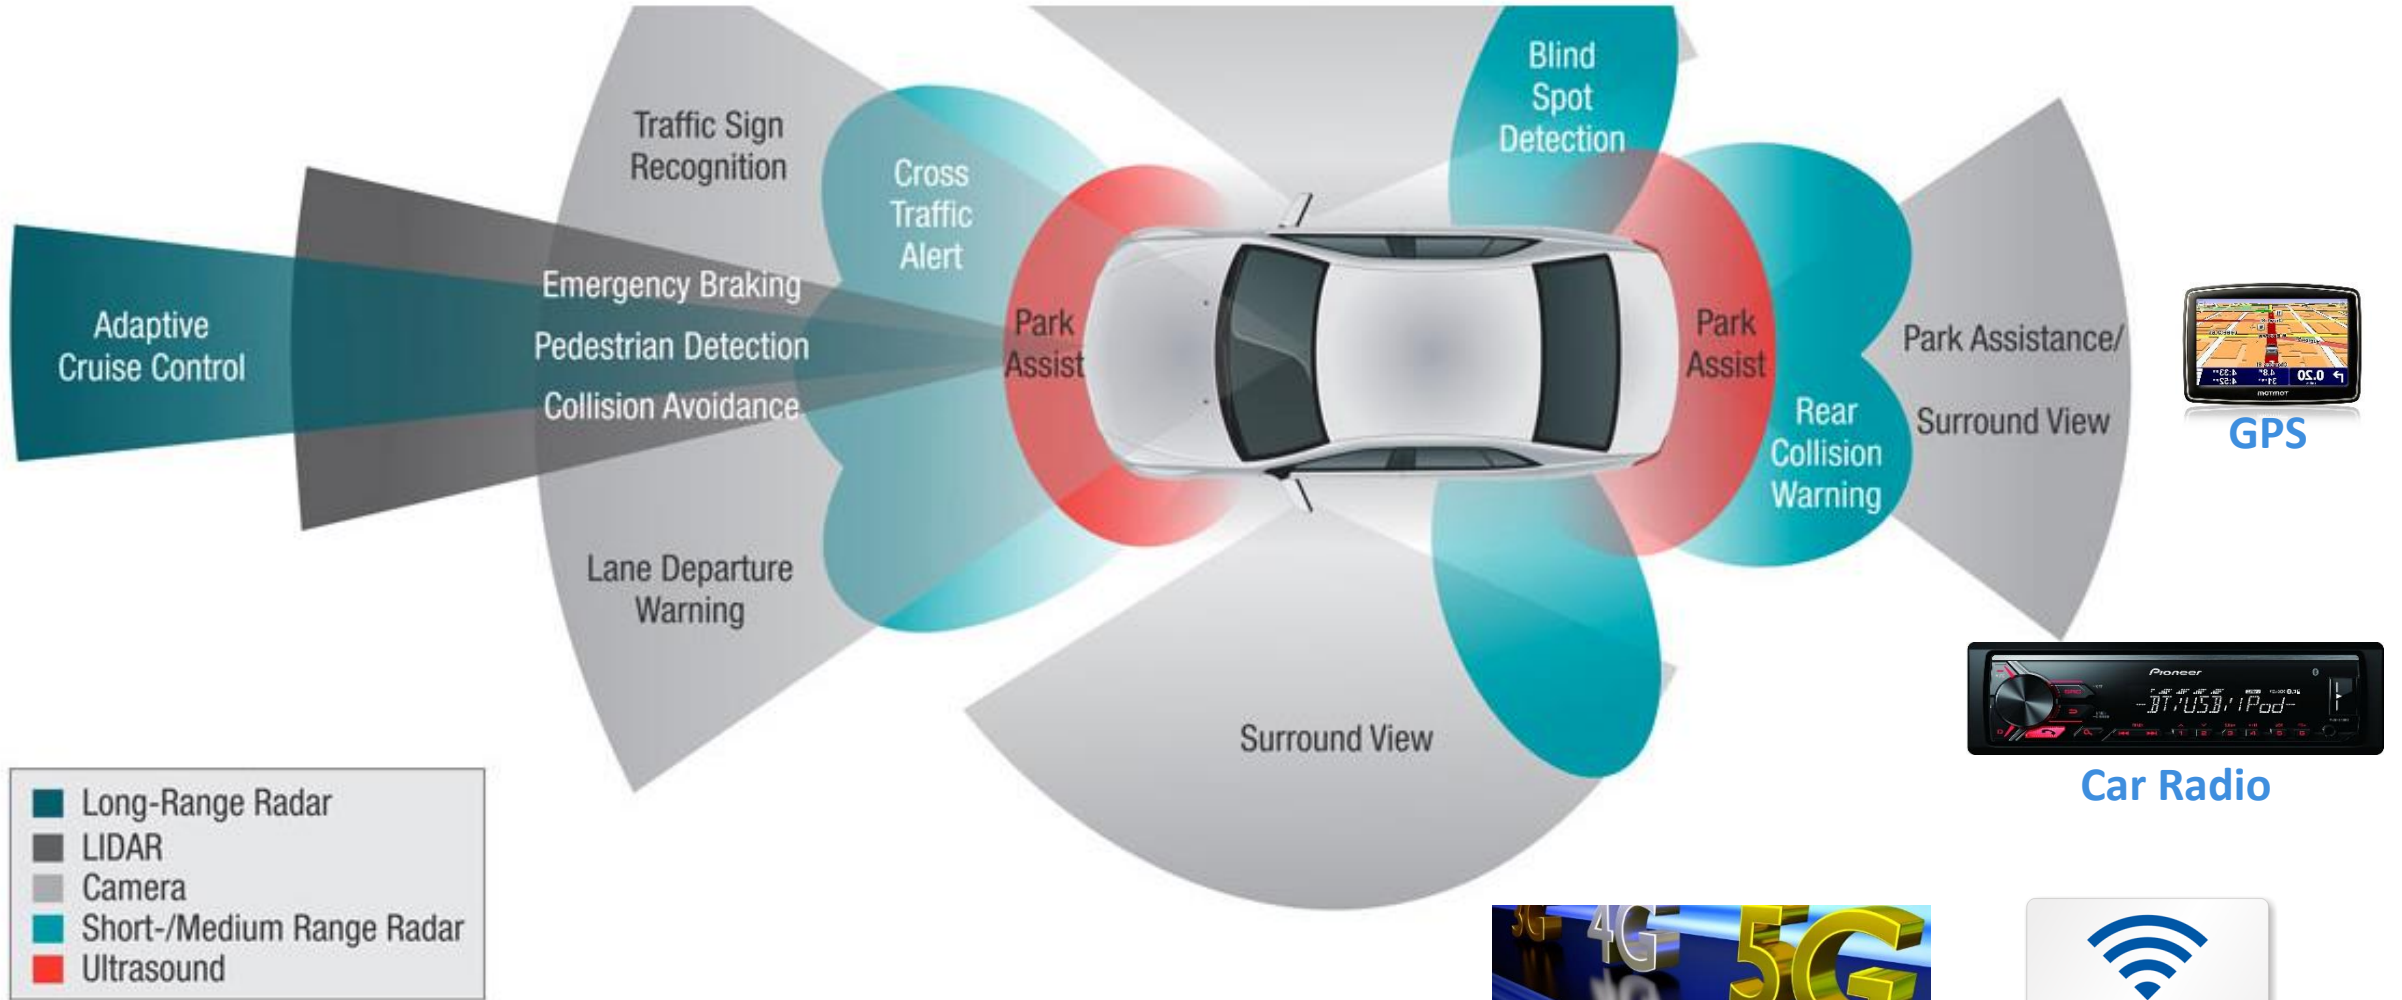 Blind
Spot
Detection
Traffic Sign
Recognition
Cross
Traffic
Alert
Emergency Braking
Pedestrian Detection
Collision Avoidance
Adaptive
Cruise Control
Park
Assist
Park
Assist
Park Assistance/
Surround View
Rear
Collision
Warning
GPS
Lane Departure
Warning
Surround View
Pioneer
BT/USB/iPod
Car Radio
Long-Range Radar
LIDAR
Camera
Short-/Medium Range Radar
Ultrasound
3G 4G 5G